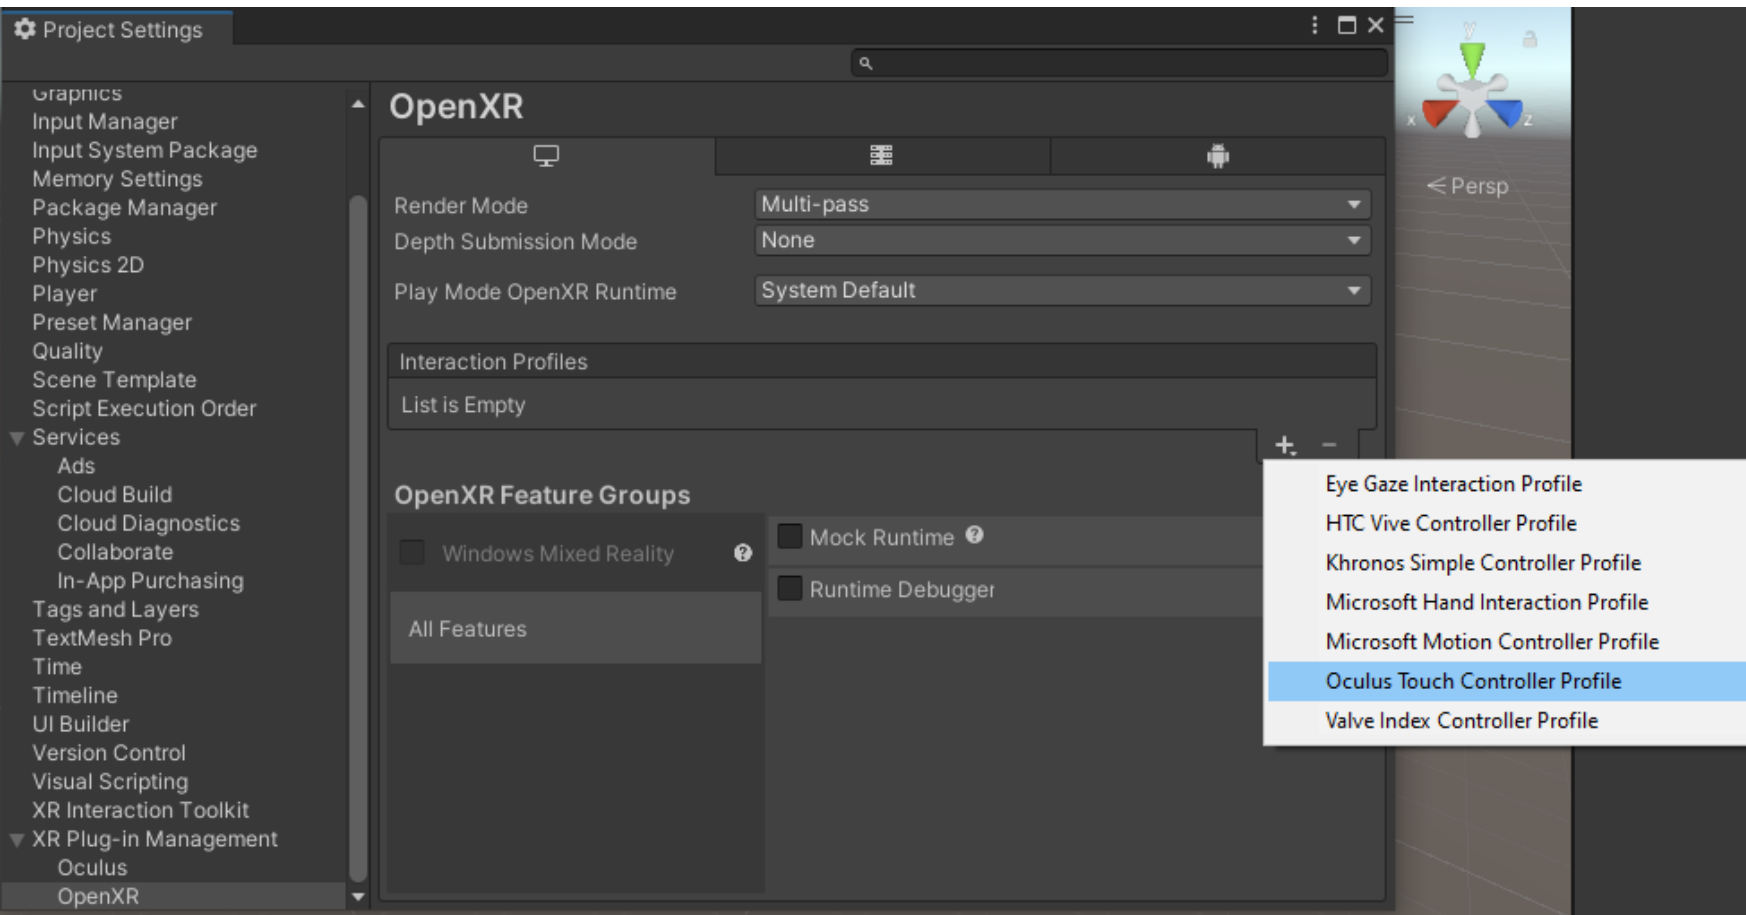 Project Settings
Graphics
Input Manager
Input System Package
Memory Settings
Package Manager
Physics
Physics 2D
Player
Preset Manager
Quality
Scene Template
Script Execution Order
Services
Ads
Cloud Build
Cloud Diagnostics
Collaborate
In-App Purchasing
Tags and Layers
TextMesh Pro
Time
Timeline
UI Builder
Version Control
Visual Scripting
XR Interaction Toolkit
XR Plug-in Management
Oculus
OpenXR
OpenXR
Render Mode Multi-pass
Depth Submission Mode None
Play Mode OpenXR Runtime System Default
Interaction Profiles
List is Empty
OpenXR Feature Groups
Windows Mixed Reality
All Features
Mock Runtime
Runtime Debugger
Eye Gaze Interaction Profile
HTC Vive Controller Profile
Khronos Simple Controller Profile
Microsoft Hand Interaction Profile
Microsoft Motion Controller Profile
Oculus Touch Controller Profile
Valve Index Controller Profile
y
x z
Persp